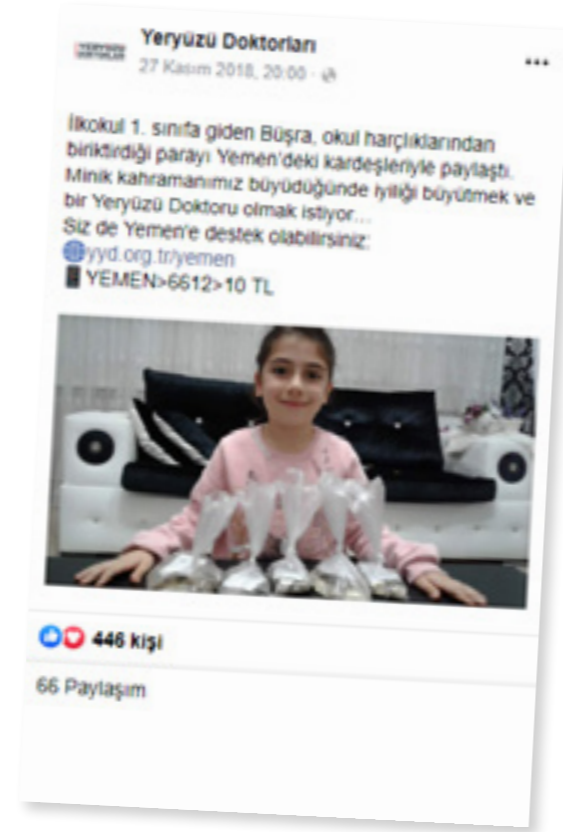 Yeryüzü Doktorları
27 Kasım 2018, 20:00
İlkokul 1. sınıfa giden Büşra, okul harçlıklarından
biriktirdiği parayı Yemen'deki kardeşleriyle paylaştı.
Minik kahramanımız büyüdüğünde iyiliği büyütmek ve
bir Yeryüzü Doktoru olmak istiyor...
Siz de Yemen'e destek olabilirsiniz:
yyd.org.tr/yemen
YEMEN>6612>10 TL
446 kişi
66 Paylaşım